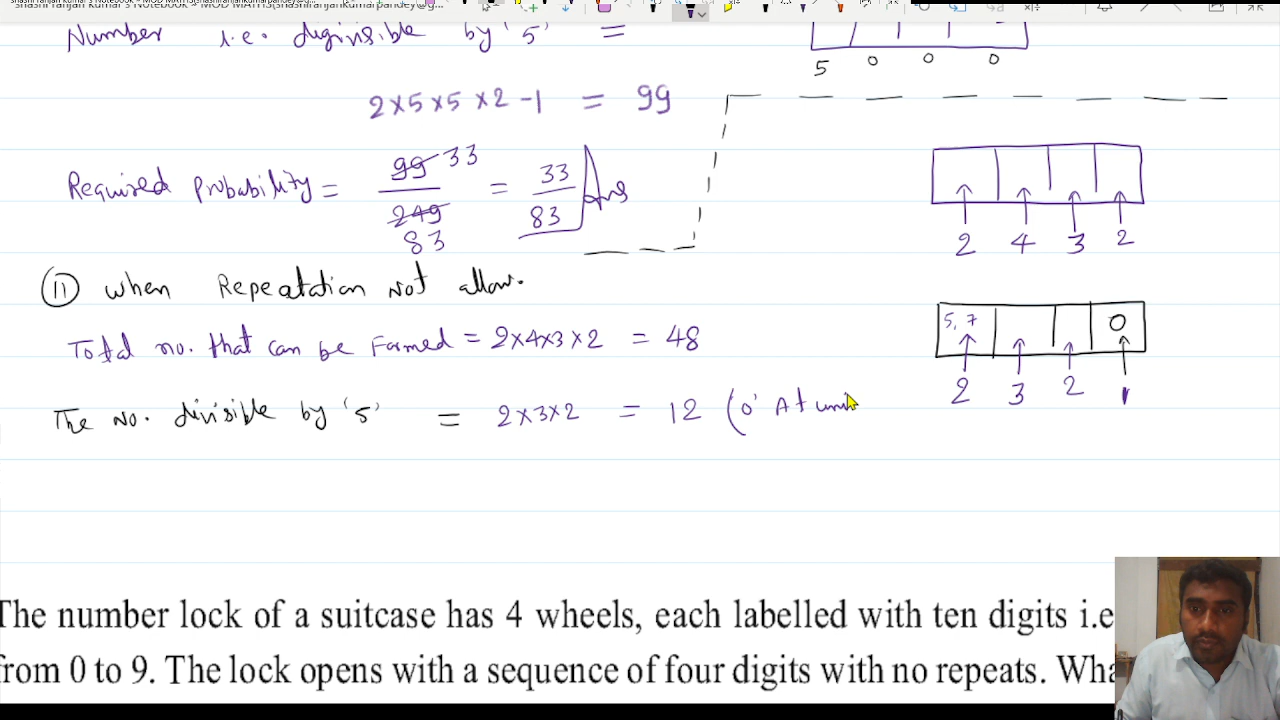 Number i.e. diginisible by '5' =
5 0 0 0
2×5×5×2-1 = 99
Required Probability = 99 33 / 249 83 = 33/83 Ans
2 4 3 2
(11) When Repeatation Not allow.
Total no. that can be Formed = 2×4×3×2 = 48
5, 7 0
2 3 2 1
The No. divisible by '5' = 2×3×2 = 12 (0' At uni
The number lock of a suitcase has 4 wheels, each labelled with ten digits i.e
from 0 to 9. The lock opens with a sequence of four digits with no repeats. Wha